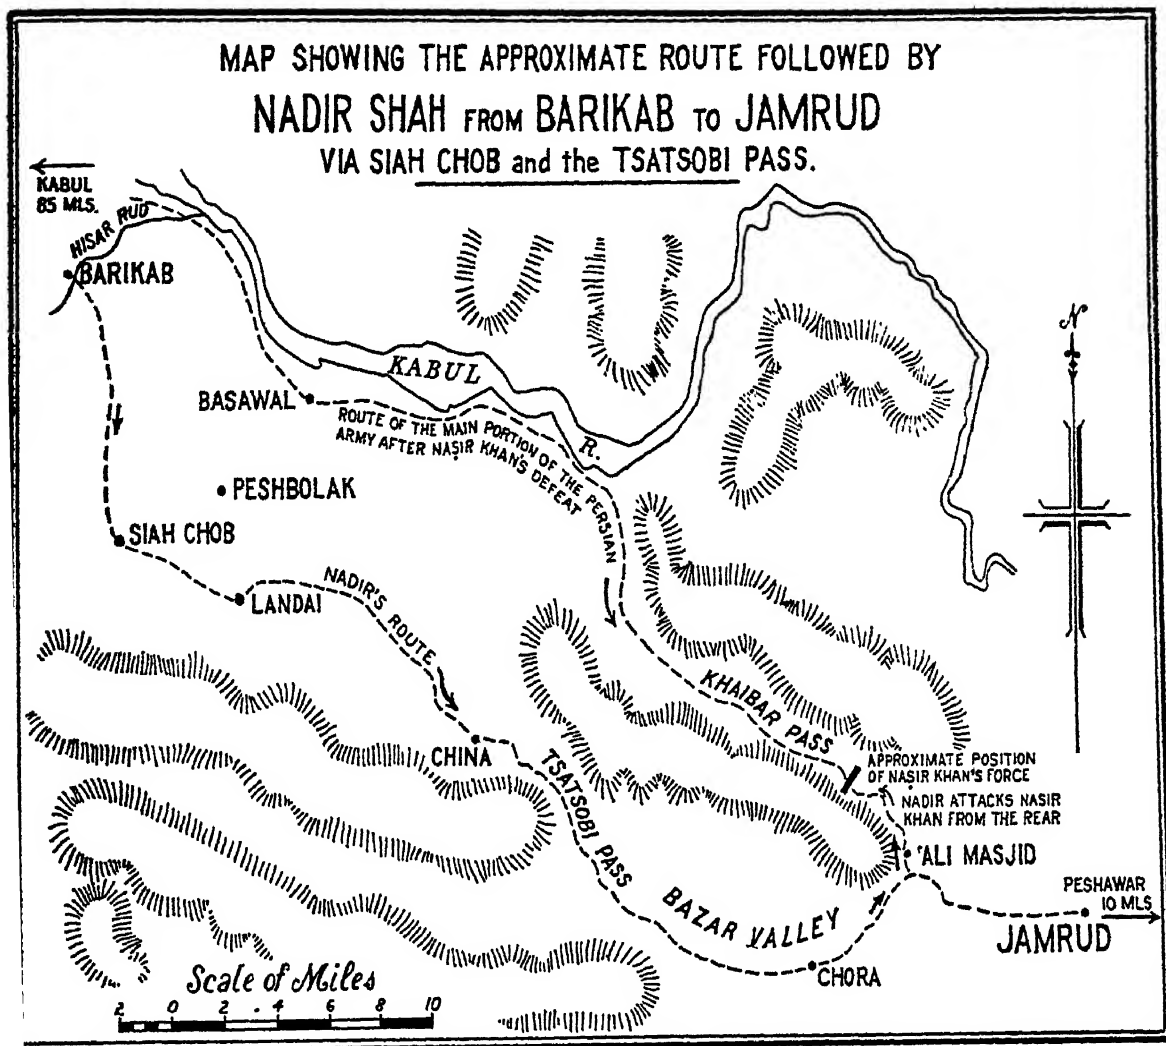 MAP SHOWING THE APPROXIMATE ROUTE FOLLOWED BY
NADIR SHAH FROM BARIKAB TO JAMRUD
VIA SIAH CHOB and the TSATSOBI PASS.
KABUL
85 MLS.
HISAR RUD
BARIKAB
N
KABUL
R.
BASAWAL
ROUTE OF THE MAIN PORTION OF THE PERSIAN
ARMY AFTER NAṢIR KHAN'S DEFEAT
PESHBOLAK
SIAH CHOB
LANDAI
NADIR'S ROUTE
KHAIBAR PASS
CHINA
TSATSOBI PASS
APPROXIMATE POSITION
OF NAṢIR KHAN'S FORCE
NADIR ATTACKS NASIR
KHAN FROM THE REAR
'ALI MASJID
PESHAWAR
10 MLS
JAMRUD
BAZAR VALLEY
CHORA
Scale of Miles
2 0 2 4 6 8 10